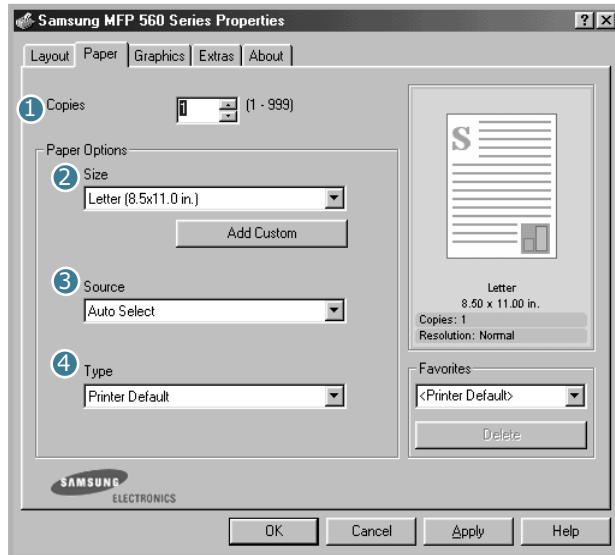 Samsung MFP 560 Series Properties
Layout Paper Graphics Extras About
1 Copies 1 (1 - 999)
Paper Options
2 Size
Letter (8.5x11.0 in.)
Add Custom
3 Source
Auto Select
4 Type
Printer Default
S
Letter
8.50 x 11.00 in.
Copies: 1
Resolution: Normal
Favorites
<Printer Default>
Delete
SAMSUNG
ELECTRONICS
OK Cancel Apply Help